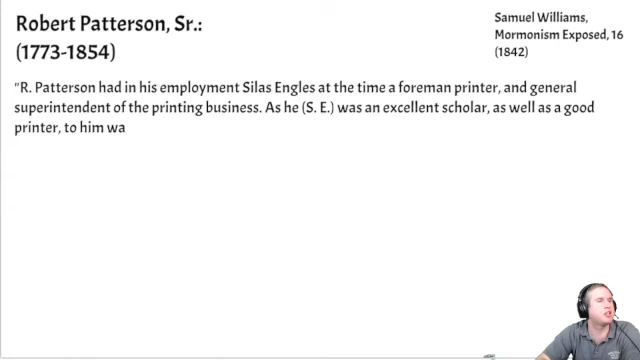 Robert Patterson, Sr.:
(1773-1854)
Samuel Williams,
Mormonism Exposed, 16
(1842)
"R. Patterson had in his employment Silas Engles at the time a foreman printer, and general
superintendent of the printing business. As he (S. E.) was an excellent scholar, as well as a good
printer, to him wa